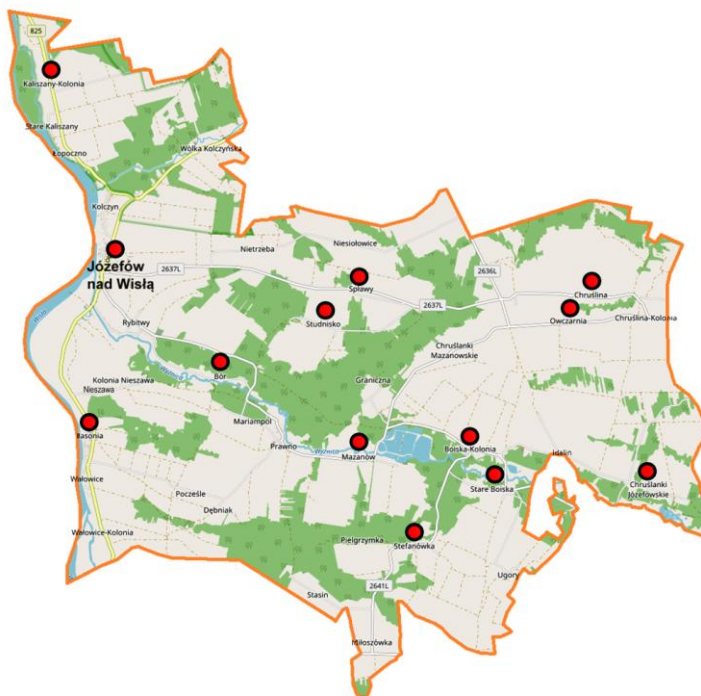 825
Kaliszany-Kolonia
Stare Kaliszany
Łopoczno
Wólka Kolczyńska
Kolczyn
Józefów
nad Wisłą
2637L
Nietrzeba
Niesiołowice
2636L
Spławy
2637L
Chruślina
Studnisko
Owczarnia
Chruślina-Kolonia
Rybitwy
Chruślanki
Mazanowskie
Bór
Graniczna
Kolonia Nieszawa
Nieszawa
Mariampol
Basonia
Prawno
Mazanów
Boiska-Kolonia
Idalin
Wałowice
Stare Boiska
Chruślanki
Józefowskie
Pocześle
Dębniak
Wałowice-Kolonia
Pielgrzymka
Stefanówka
Ugory
Stasin
2641L
Miłoszówka